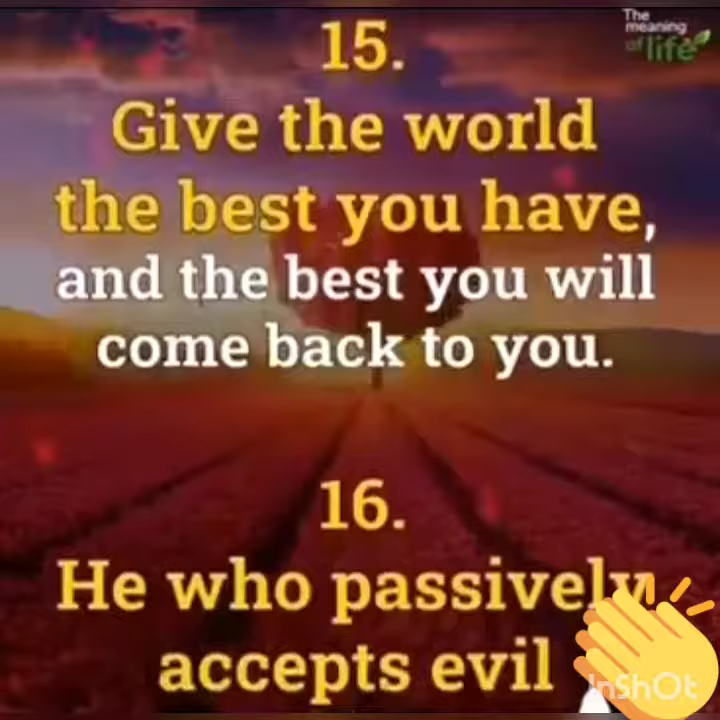 The
meaning
of life
15.
Give the world
the best you have,
and the best you will
come back to you.
16.
He who passively
accepts evil
InShOt